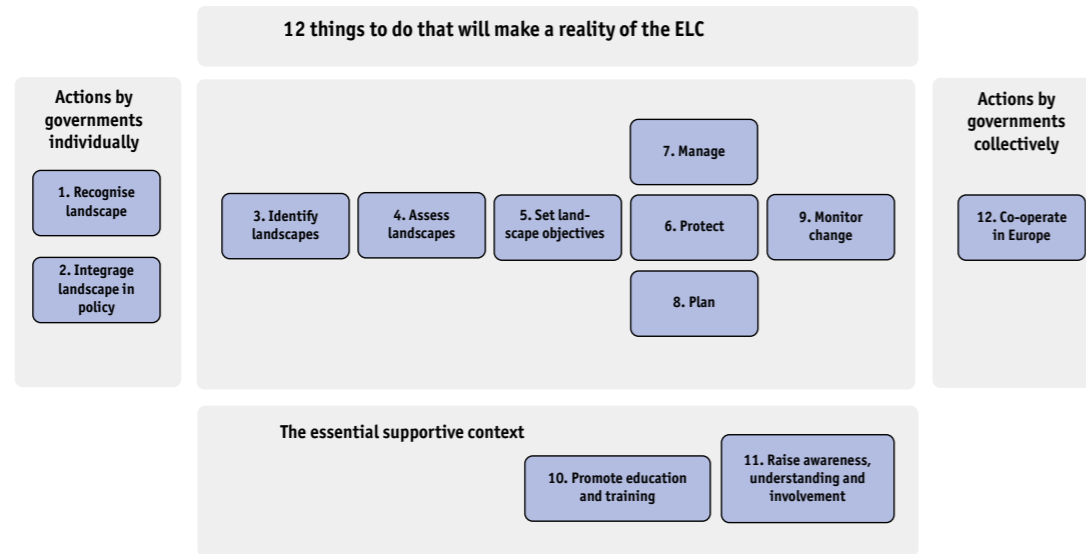 12 things to do that will make a reality of the ELC
Actions by
governments
individually
1. Recognise
landscape
2. Integrage
landscape in
policy
3. Identify
landscapes
4. Assess
landscapes
5. Set land-
scape objectives
7. Manage
6. Protect
8. Plan
9. Monitor
change
Actions by
governments
collectively
12. Co-operate
in Europe
The essential supportive context
10. Promote education
and training
11. Raise awareness,
understanding and
involvement